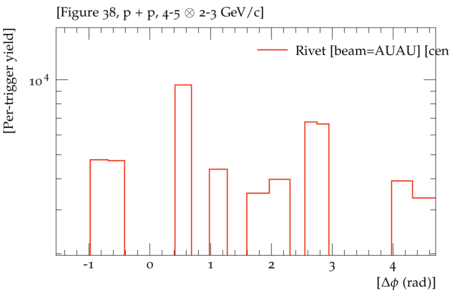 [Figure 38, p + p, 4-5 ⊗ 2-3 GeV/c]
Rivet [beam=AUAU] [cen
[Per-trigger yield]
10⁴
-1 0 1 2 3 4
[Δϕ (rad)]